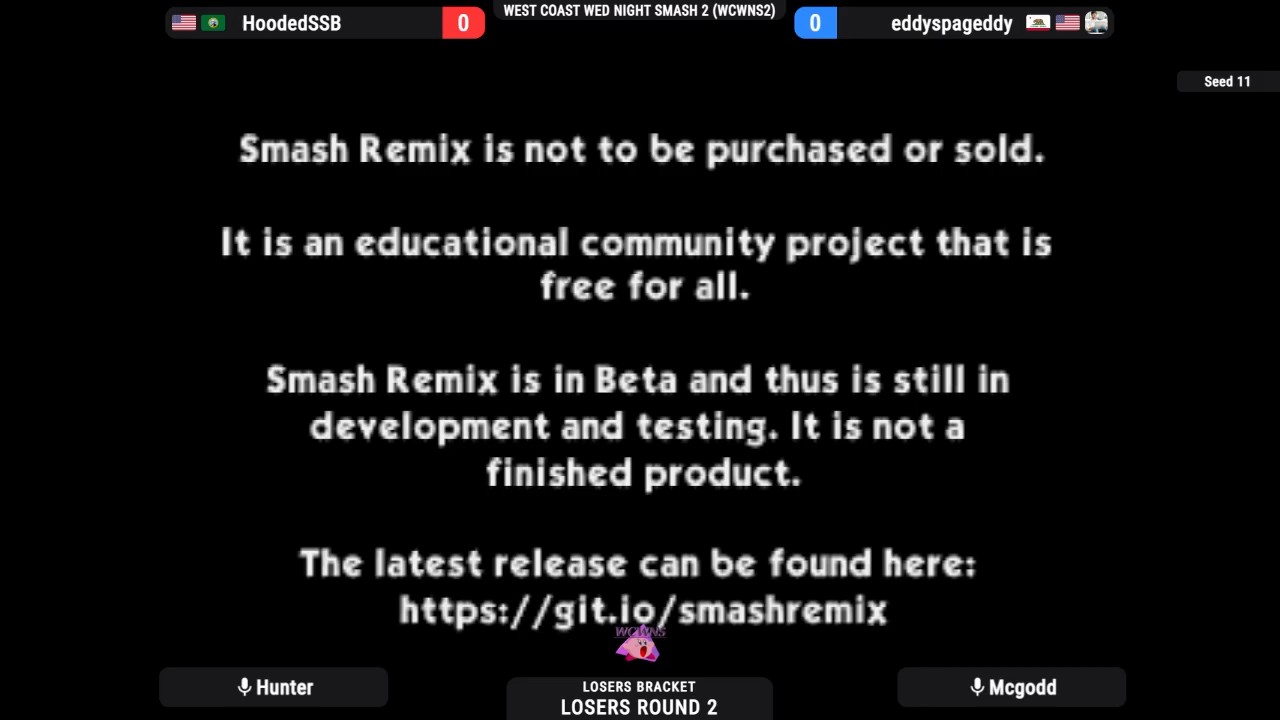 HoodedSSB
0
WEST COAST WED NIGHT SMASH 2 (WCWNS2)
0
eddyspageddy
Seed 11
Smash Remix is not to be purchased or sold.
It is an educational community project that is
free for all.
Smash Remix is in Beta and thus is still in
development and testing. It is not a
finished product.
The latest release can be found here:
https://git.io/smashremix
WCWNS
Hunter
LOSERS BRACKET
LOSERS ROUND 2
Mcgodd